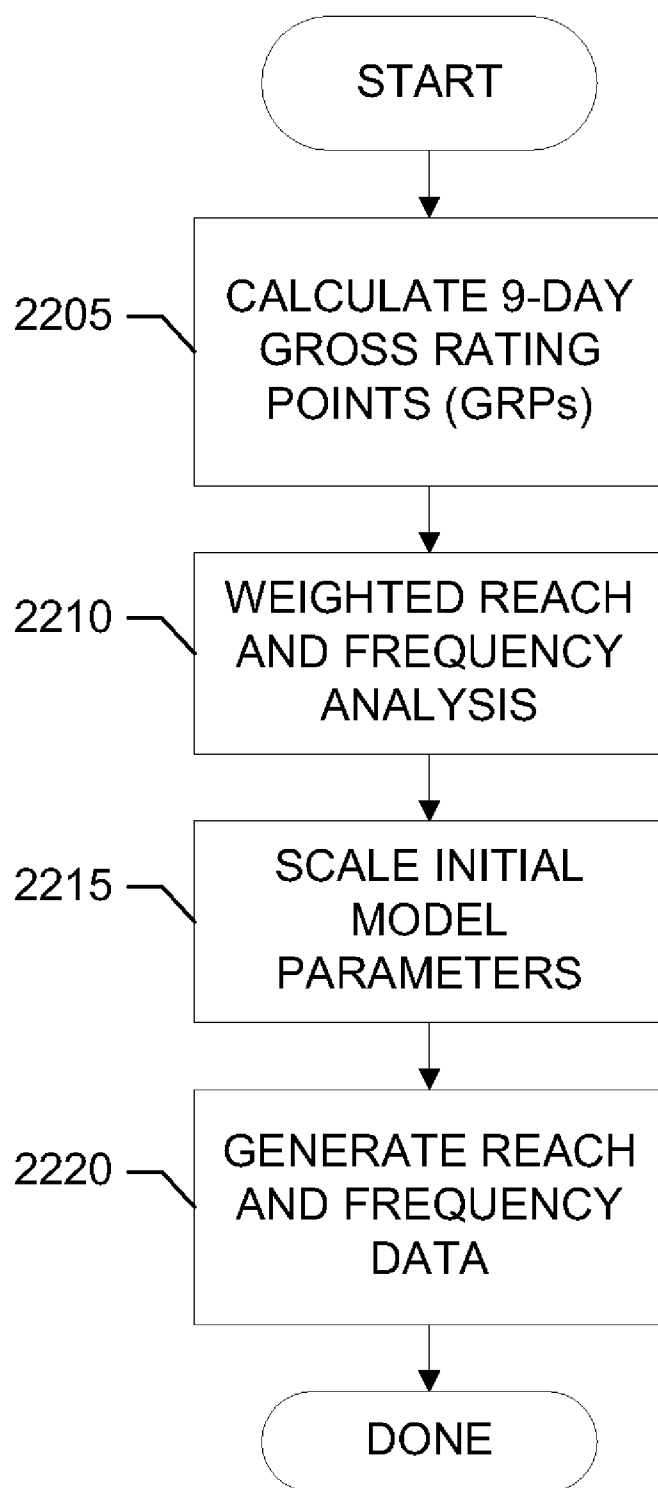 START
2205
CALCULATE 9-DAY
GROSS RATING
POINTS (GRPs)
2210
WEIGHTED REACH
AND FREQUENCY
ANALYSIS
2215
SCALE INITIAL
MODEL
PARAMETERS
2220
GENERATE REACH
AND FREQUENCY
DATA
DONE